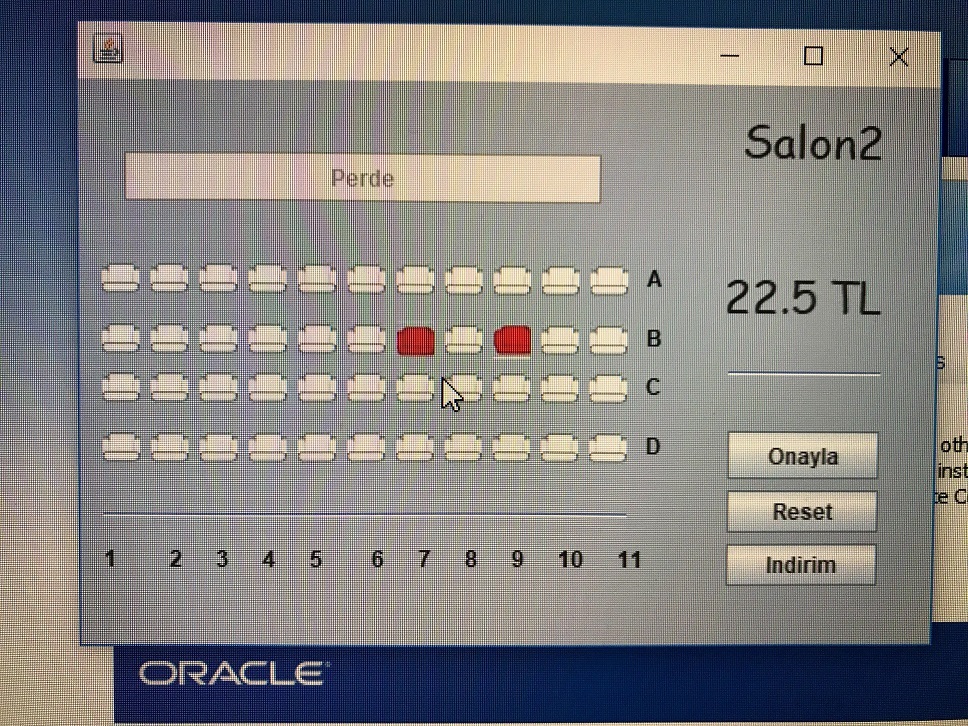 Salon2
Perde
A
22.5 TL
B
C
D
Onayla
Reset
Indirim
1 2 3 4 5 6 7 8 9 10 11
s
oth
inst
e C
ORACLE